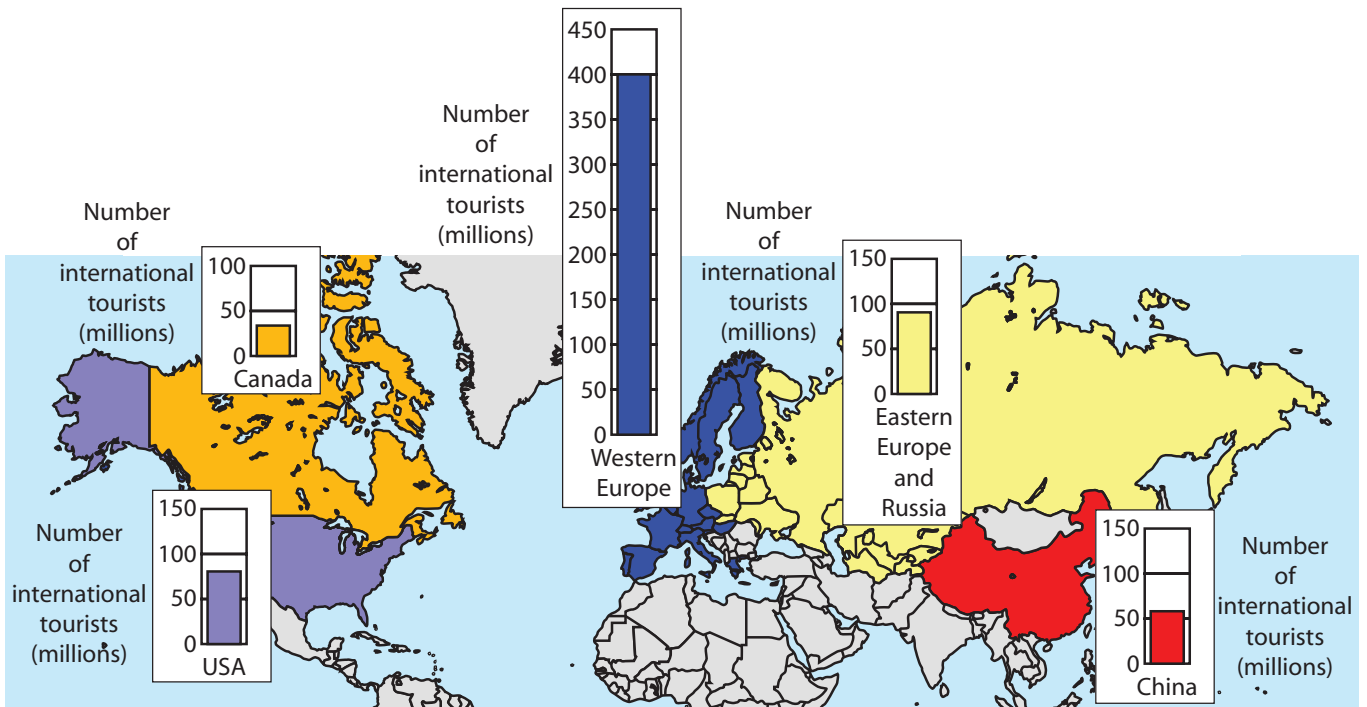 Number
of
international
tourists
(millions)
100
50
0
Canada
Number
of
international
tourists
(millions)
150
100
50
0
USA
Number
of
international
tourists
(millions)
450
400
350
300
250
200
150
100
50
0
Western
Europe
Number
of
international
tourists
(millions)
150
100
50
0
Eastern
Europe
and
Russia
150
100
50
0
China
Number
of
international
tourists
(millions)